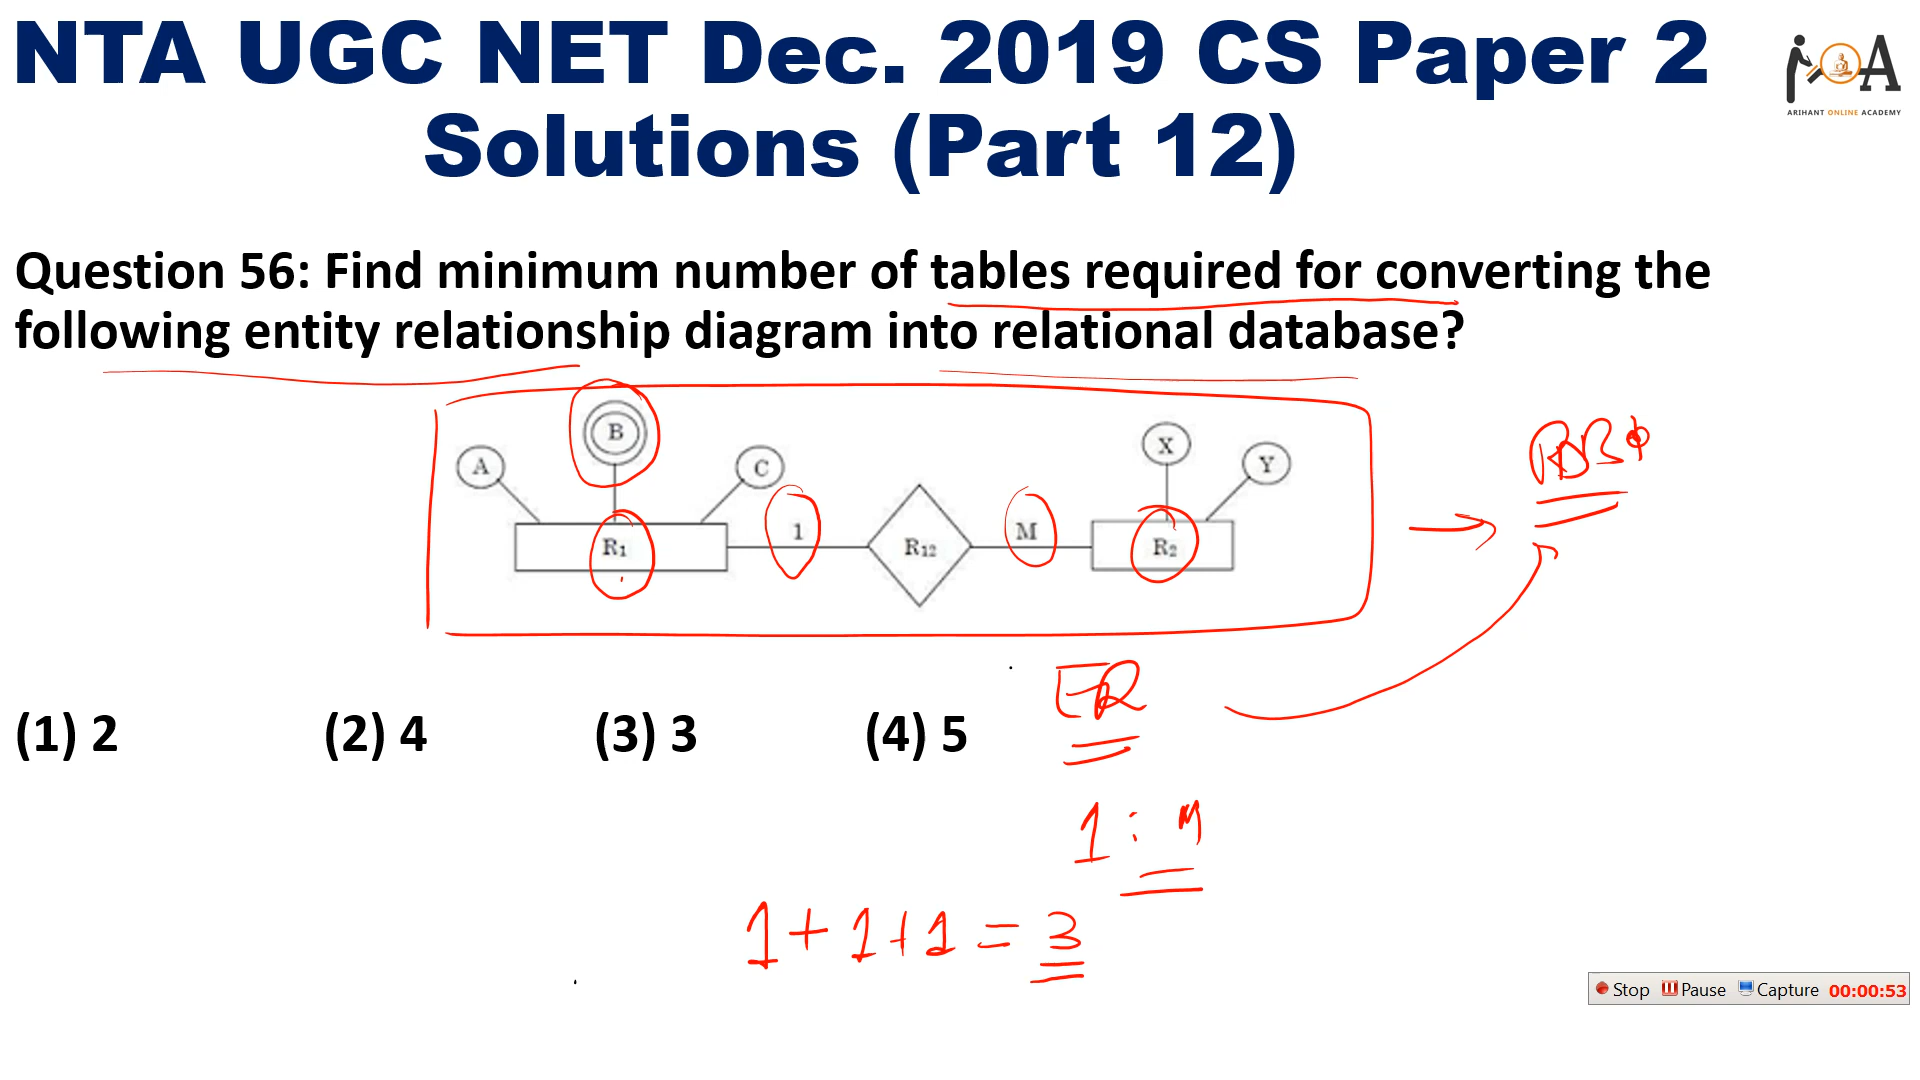 NTA UGC NET Dec. 2019 CS Paper 2
Solutions (Part 12)
ARIHANT ONLINE ACADEMY
Question 56: Find minimum number of tables required for converting the
following entity relationship diagram into relational database?
B
A
C
X
Y
R1
1
R12
M
R2
(1) 2 (2) 4 (3) 3 (4) 5
ER
1 : M
1 + 1 + 1 = 3
Stop Pause Capture 00:00:53